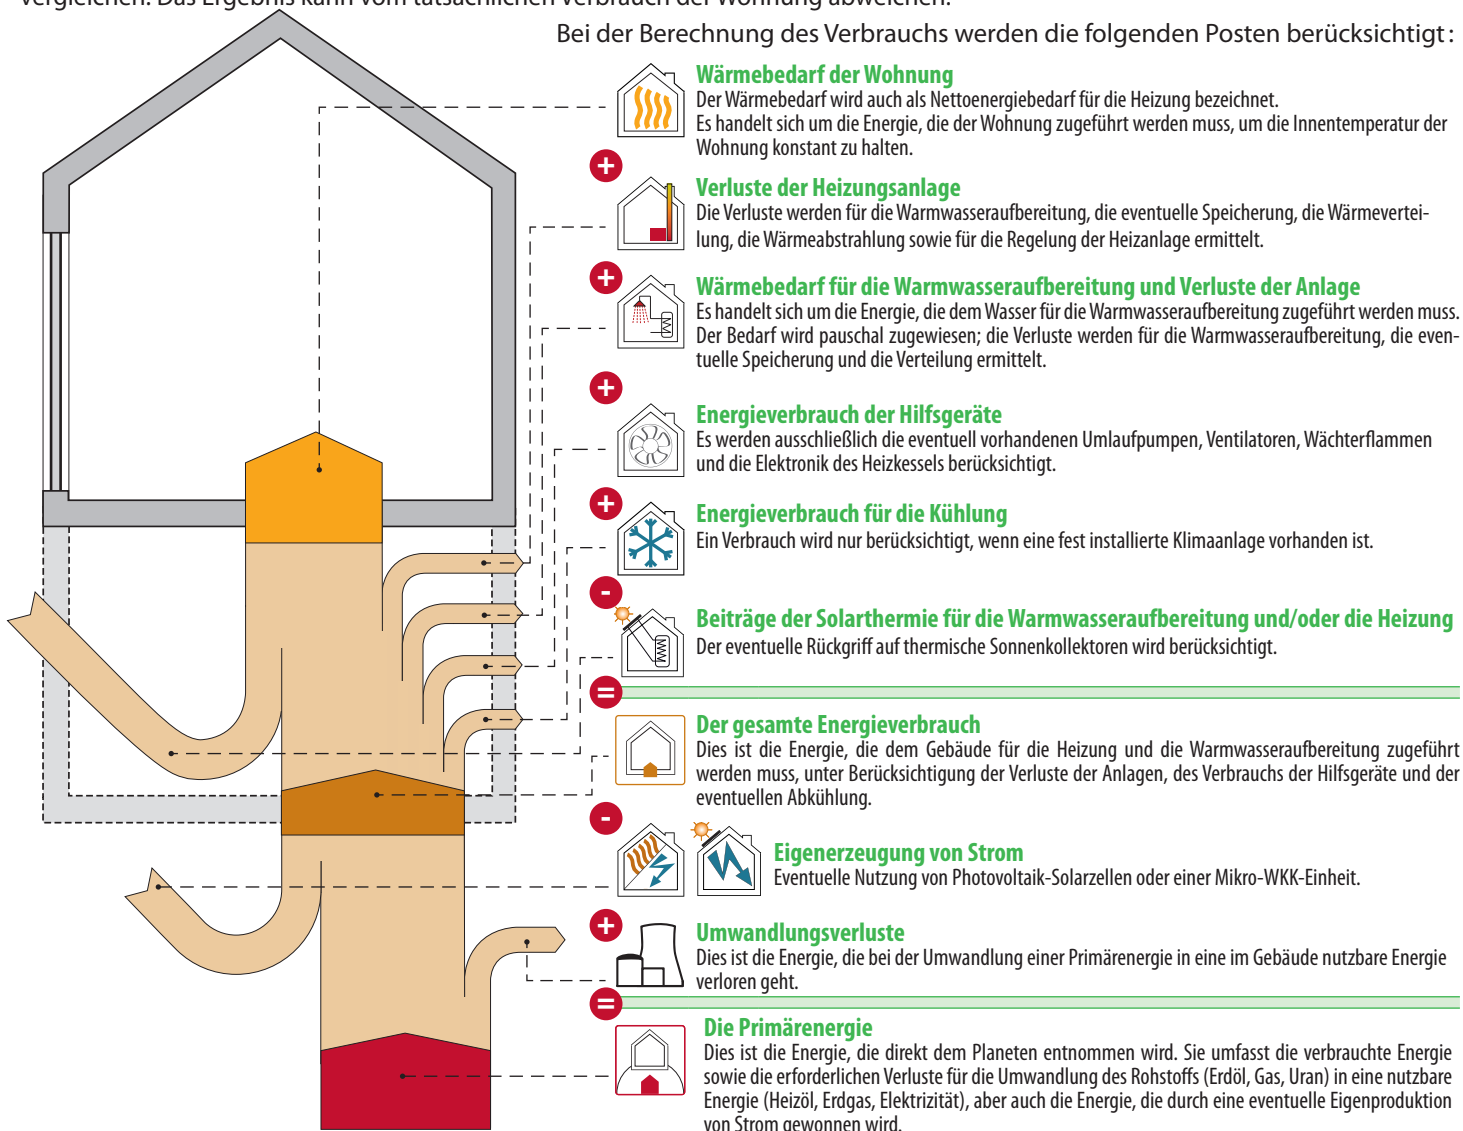 vergleichen. Das Ergebnis kann vom tatsächlichen Verbrauch der Wohnung abweichen.
Bei der Berechnung des Verbrauchs werden die folgenden Posten berücksichtigt :
Wärmebedarf der Wohnung
Der Wärmebedarf wird auch als Nettoenergiebedarf für die Heizung bezeichnet.
Es handelt sich um die Energie, die der Wohnung zugeführt werden muss, um die Innentemperatur der
Wohnung konstant zu halten.
+
Verluste der Heizungsanlage
Die Verluste werden für die Warmwasseraufbereitung, die eventuelle Speicherung, die Wärmevertei-
lung, die Wärmeabstrahlung sowie für die Regelung der Heizanlage ermittelt.
+
Wärmebedarf für die Warmwasseraufbereitung und Verluste der Anlage
Es handelt sich um die Energie, die dem Wasser für die Warmwasseraufbereitung zugeführt werden muss.
Der Bedarf wird pauschal zugewiesen; die Verluste werden für die Warmwasseraufbereitung, die even-
tuelle Speicherung und die Verteilung ermittelt.
+
Energieverbrauch der Hilfsgeräte
Es werden ausschließlich die eventuell vorhandenen Umlaufpumpen, Ventilatoren, Wächterflammen
und die Elektronik des Heizkessels berücksichtigt.
+
Energieverbrauch für die Kühlung
Ein Verbrauch wird nur berücksichtigt, wenn eine fest installierte Klimaanlage vorhanden ist.
-
Beiträge der Solarthermie für die Warmwasseraufbereitung und/oder die Heizung
Der eventuelle Rückgriff auf thermische Sonnenkollektoren wird berücksichtigt.
=
Der gesamte Energieverbrauch
Dies ist die Energie, die dem Gebäude für die Heizung und die Warmwasseraufbereitung zugeführt
werden muss, unter Berücksichtigung der Verluste der Anlagen, des Verbrauchs der Hilfsgeräte und der
eventuellen Abkühlung.
-
Eigenerzeugung von Strom
Eventuelle Nutzung von Photovoltaik-Solarzellen oder einer Mikro-WKK-Einheit.
+
Umwandlungsverluste
Dies ist die Energie, die bei der Umwandlung einer Primärenergie in eine im Gebäude nutzbare Energie
verloren geht.
=
Die Primärenergie
Dies ist die Energie, die direkt dem Planeten entnommen wird. Sie umfasst die verbrauchte Energie
sowie die erforderlichen Verluste für die Umwandlung des Rohstoffs (Erdöl, Gas, Uran) in eine nutzbare
Energie (Heizöl, Erdgas, Elektrizität), aber auch die Energie, die durch eine eventuelle Eigenproduktion
von Strom gewonnen wird.